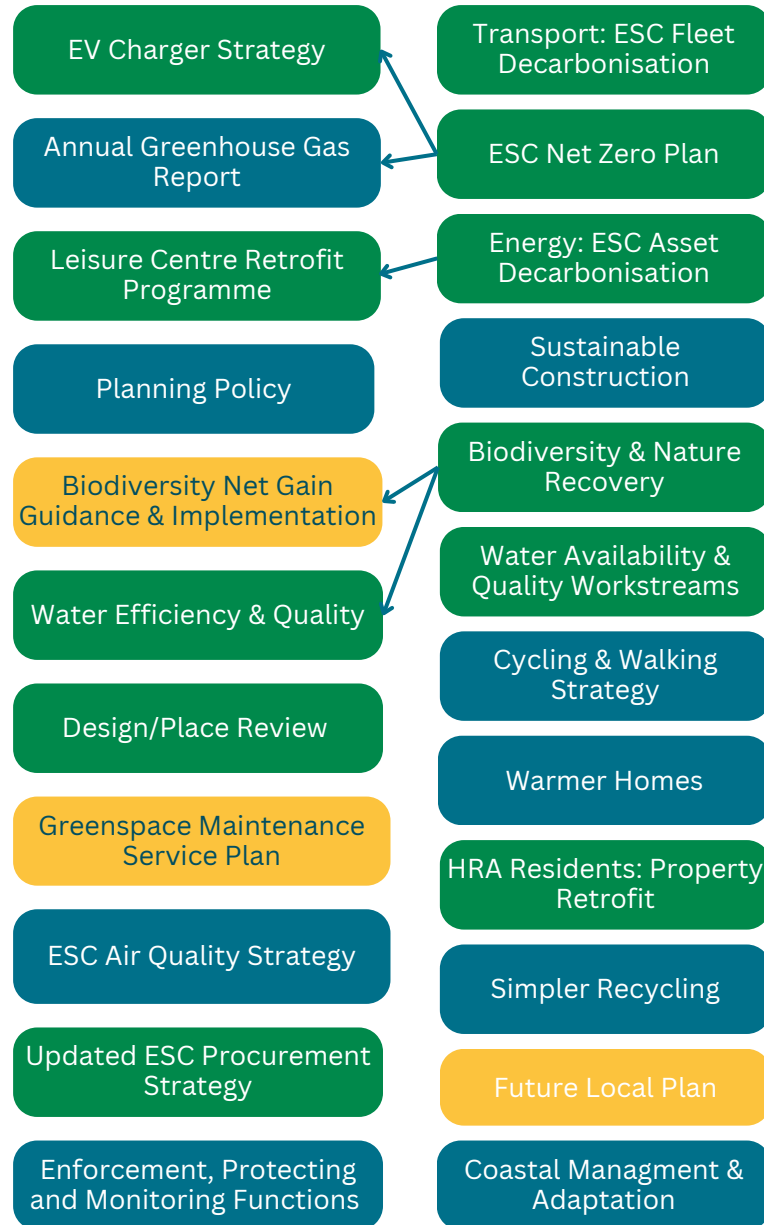 EV Charger Strategy
Transport: ESC Fleet
Decarbonisation
Annual Greenhouse Gas
Report
ESC Net Zero Plan
Leisure Centre Retrofit
Programme
Energy: ESC Asset
Decarbonisation
Planning Policy
Sustainable
Construction
Biodiversity Net Gain
Guidance & Implementation
Biodiversity & Nature
Recovery
Water Efficiency & Quality
Water Availability &
Quality Workstreams
Design/Place Review
Cycling & Walking
Strategy
Greenspace Maintenance
Service Plan
Warmer Homes
ESC Air Quality Strategy
HRA Residents: Property
Retrofit
Updated ESC Procurement
Strategy
Simpler Recycling
Future Local Plan
Enforcement, Protecting
and Monitoring Functions
Coastal Managment &
Adaptation